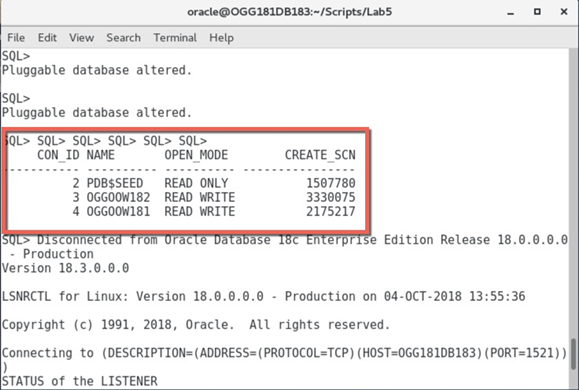 oracle@OGG181DB183:~/Scripts/Lab5
File Edit View Search Terminal Help
SQL>
Pluggable database altered.
SQL>
Pluggable database altered.
SQL> SQL> SQL> SQL> SQL> SQL>
CON_ID NAME OPEN_MODE CREATE_SCN
---------- ---------- ---------- ----------------
2 PDB$SEED READ ONLY 1507780
3 OGGOOW182 READ WRITE 3330075
4 OGGOOW181 READ WRITE 2175217
SQL> Disconnected from Oracle Database 18c Enterprise Edition Release 18.0.0.0.0
- Production
Version 18.3.0.0.0
LSNRCTL for Linux: Version 18.0.0.0.0 - Production on 04-OCT-2018 13:55:36
Copyright (c) 1991, 2018, Oracle. All rights reserved.
Connecting to (DESCRIPTION=(ADDRESS=(PROTOCOL=TCP)(HOST=OGG181DB183)(PORT=1521))
)
STATUS of the LISTENER